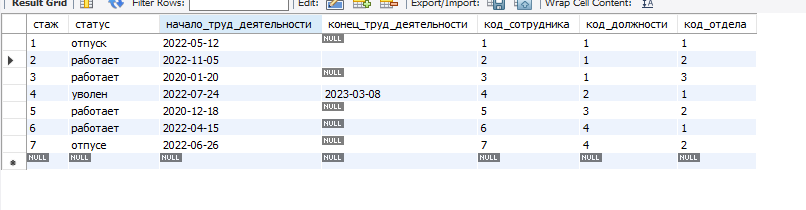 Result Grid Filter Rows: Edit: Export/Import: Wrap Cell Content:
стаж статус начало_труд_деятельности конец_труд_деятельности код_сотрудника код_должности код_отдела
1 отпуск 2022-05-12 NULL 1 1 1
2 работает 2022-11-05 2 1 2
3 работает 2020-01-20 NULL 3 1 3
4 уволен 2022-07-24 2023-03-08 4 2 1
5 работает 2020-12-18 NULL 5 3 2
6 работает 2022-04-15 NULL 6 4 1
7 отпусе 2022-06-26 NULL 7 4 2
NULL NULL NULL NULL NULL NULL NULL